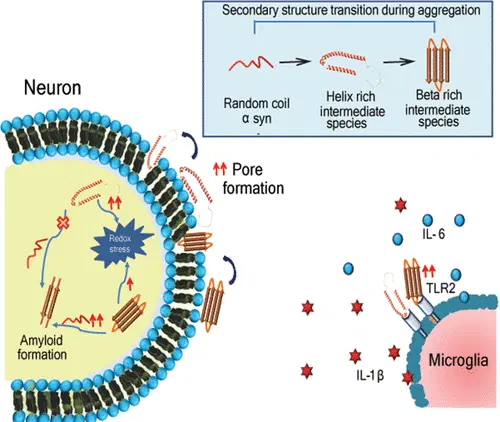 Secondary structure transition during aggregation
Random coil
α syn
Helix rich
intermediate
species
Beta rich
intermediate
species
Neuron
Pore
formation
Redox
stress
Amyloid
formation
IL- 6
TLR2
IL-1β
Microglia